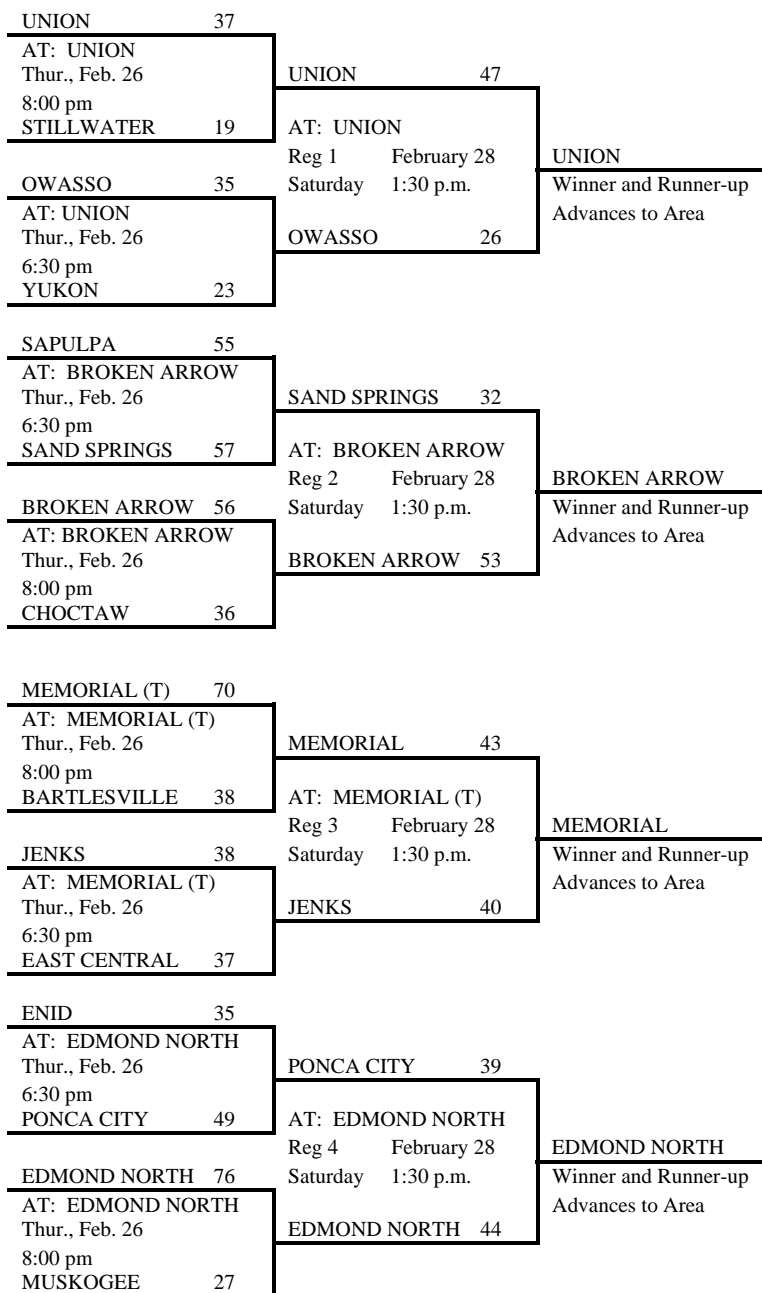 UNION 37
AT: UNION
Thur., Feb. 26 UNION 47
8:00 pm
STILLWATER 19 AT: UNION
Reg 1 February 28 UNION
OWASSO 35 Saturday 1:30 p.m. Winner and Runner-up
AT: UNION Advances to Area
Thur., Feb. 26 OWASSO 26
6:30 pm
YUKON 23
SAPULPA 55
AT: BROKEN ARROW
Thur., Feb. 26 SAND SPRINGS 32
6:30 pm
SAND SPRINGS 57 AT: BROKEN ARROW
Reg 2 February 28 BROKEN ARROW
BROKEN ARROW 56 Saturday 1:30 p.m. Winner and Runner-up
AT: BROKEN ARROW Advances to Area
Thur., Feb. 26 BROKEN ARROW 53
8:00 pm
CHOCTAW 36
MEMORIAL (T) 70
AT: MEMORIAL (T)
Thur., Feb. 26 MEMORIAL 43
8:00 pm
BARTLESVILLE 38 AT: MEMORIAL (T)
Reg 3 February 28 MEMORIAL
JENKS 38 Saturday 1:30 p.m. Winner and Runner-up
AT: MEMORIAL (T) Advances to Area
Thur., Feb. 26 JENKS 40
6:30 pm
EAST CENTRAL 37
ENID 35
AT: EDMOND NORTH
Thur., Feb. 26 PONCA CITY 39
6:30 pm
PONCA CITY 49 AT: EDMOND NORTH
Reg 4 February 28 EDMOND NORTH
EDMOND NORTH 76 Saturday 1:30 p.m. Winner and Runner-up
AT: EDMOND NORTH Advances to Area
Thur., Feb. 26 EDMOND NORTH 44
8:00 pm
MUSKOGEE 27